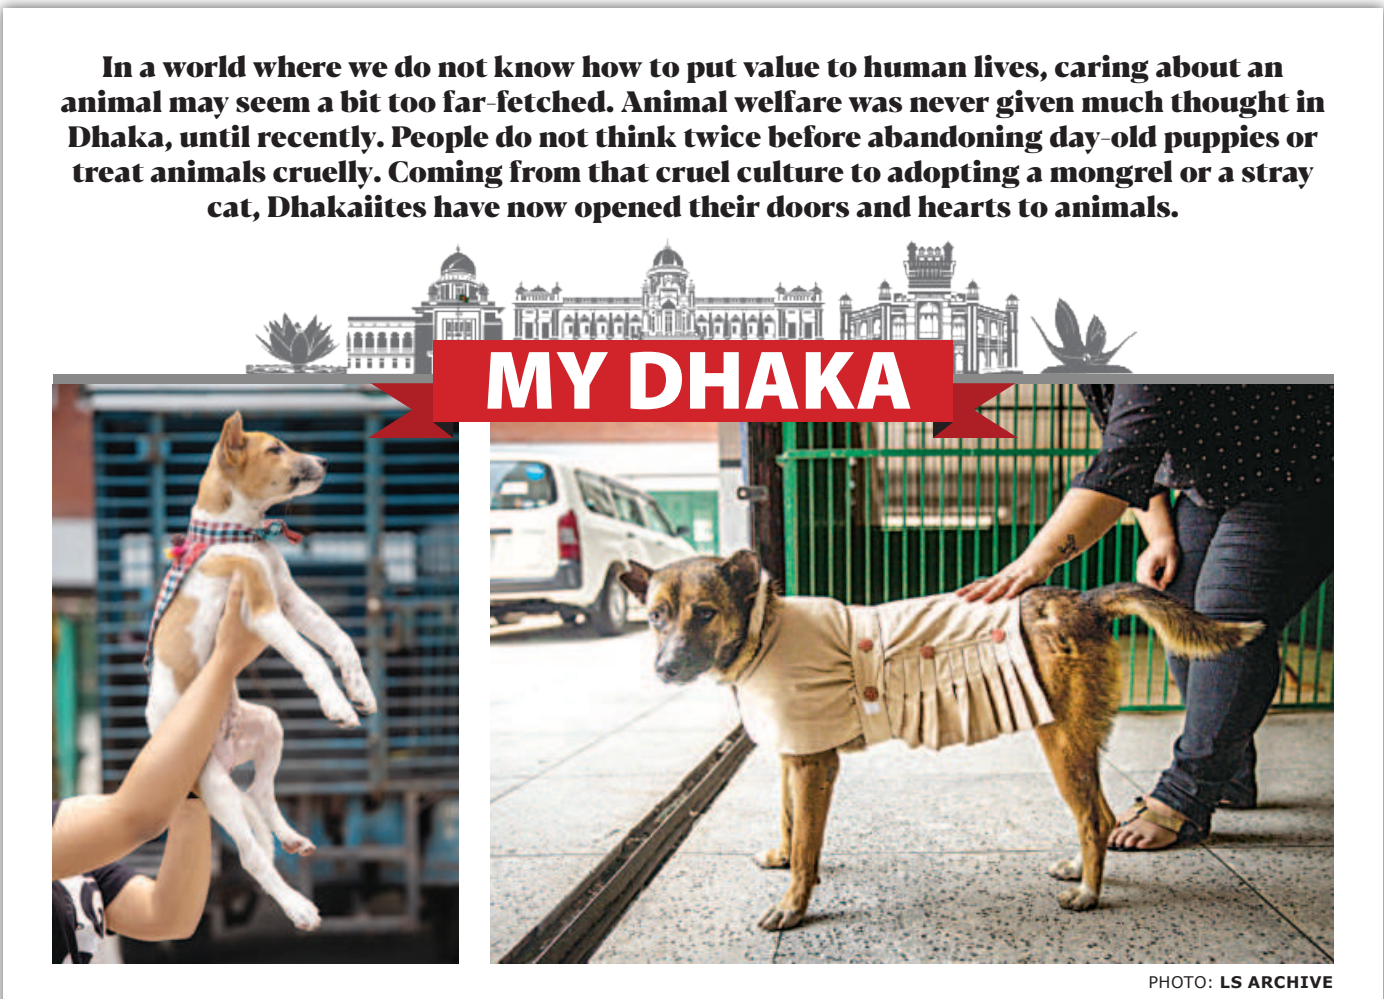 In a world where we do not know how to put value to human lives, caring about an
animal may seem a bit too far-fetched. Animal welfare was never given much thought in
Dhaka, until recently. People do not think twice before abandoning day-old puppies or
treat animals cruelly. Coming from that cruel culture to adopting a mongrel or a stray
cat, Dhakaiites have now opened their doors and hearts to animals.
MY DHAKA
PHOTO: LS ARCHIVE